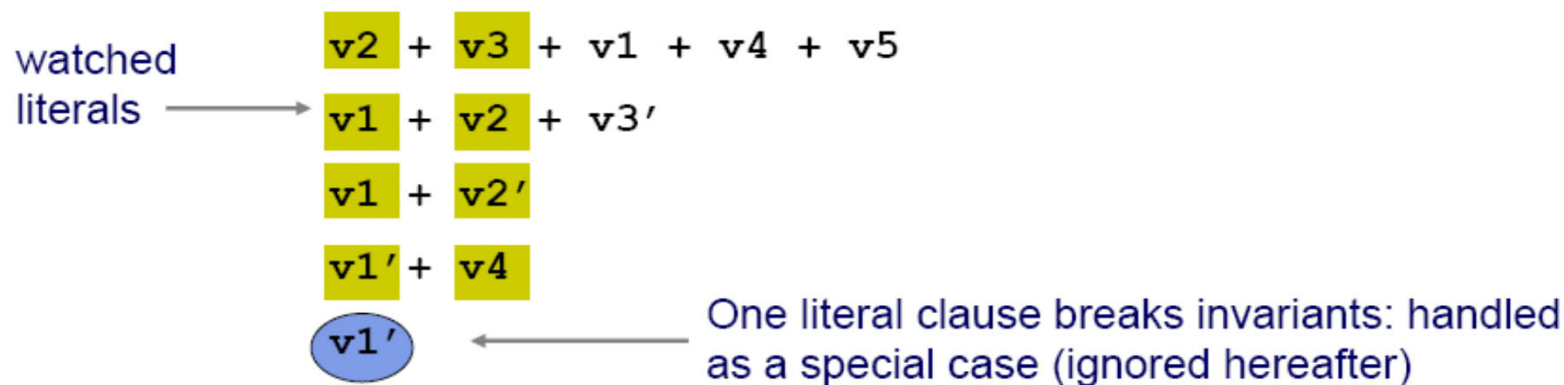 v2 + v3 + v1 + v4 + v5
watched
literals
v1 + v2 + v3′
v1 + v2′
v1′ + v4
v1′
One literal clause breaks invariants: handled
as a special case (ignored hereafter)